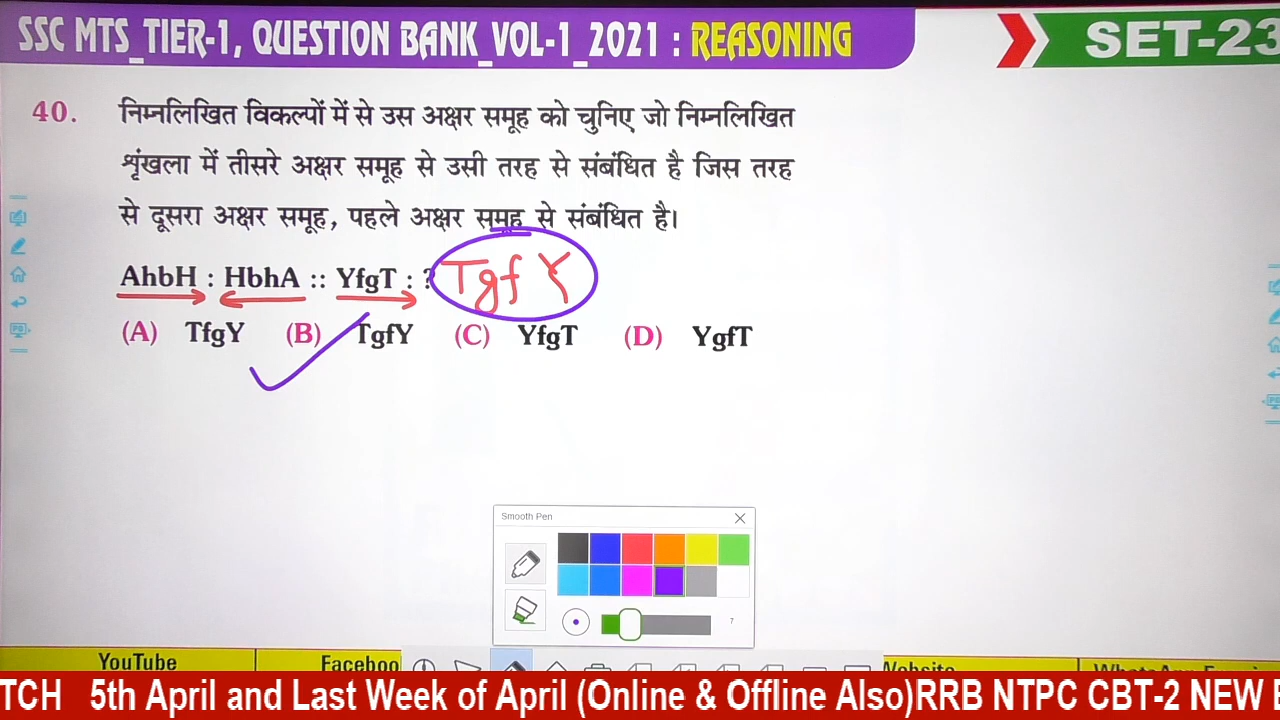 SSC MTS_TIER-1, QUESTION BANK_VOL-1_2021 : REASONING
SET-23
40. निम्नलिखित विकल्पों में से उस अक्षर समूह को चुनिए जो निम्नलिखित
श्रृंखला में तीसरे अक्षर समूह से उसी तरह से संबंधित है जिस तरह
से दूसरा अक्षर समूह, पहले अक्षर समूह से संबंधित है।
AhbH : HbhA :: YfgT : ? TgfY
(A) TfgY (B) TgfY (C) YfgT (D) YgfT
Smooth Pen
7
YouTube Faceboo Website
TCH 5th April and Last Week of April (Online & Offline Also)RRB NTPC CBT-2 NEW